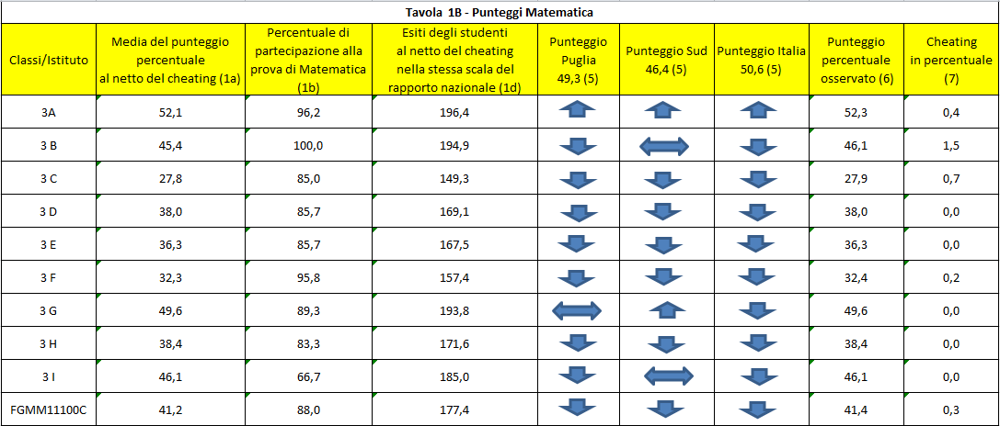 Tavola 1B - Punteggi Matematica
Classi/Istituto
Media del punteggio
percentuale
al netto del cheating (1a)
Percentuale di
partecipazione alla
prova di Matematica
(1b)
Esiti degli studenti
al netto del cheating
nella stessa scala del
rapporto nazionale (1d)
Punteggio
Puglia
49,3 (5)
Punteggio Sud
46,4 (5)
Punteggio Italia
50,6 (5)
Punteggio
percentuale
osservato (6)
Cheating
in percentuale
(7)
3A 52,1 96,2 196,4 52,3 0,4
3 B 45,4 100,0 194,9 46,1 1,5
3 C 27,8 85,0 149,3 27,9 0,7
3 D 38,0 85,7 169,1 38,0 0,0
3 E 36,3 85,7 167,5 36,3 0,0
3 F 32,3 95,8 157,4 32,4 0,2
3 G 49,6 89,3 193,8 49,6 0,0
3 H 38,4 83,3 171,6 38,4 0,0
3 I 46,1 66,7 185,0 46,1 0,0
FGMM11100C 41,2 88,0 177,4 41,4 0,3